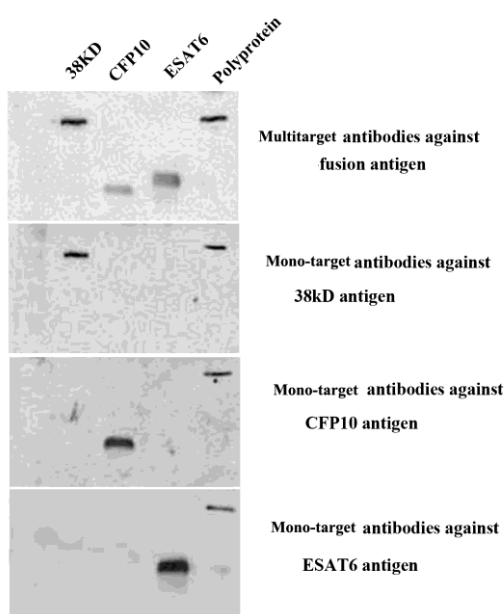 38KD
CFP10
ESAT6
Polyprotein
Multitarget antibodies against
fusion antigen
Mono-target antibodies against
38kD antigen
Mono-target antibodies against
CFP10 antigen
Mono-target antibodies against
ESAT6 antigen